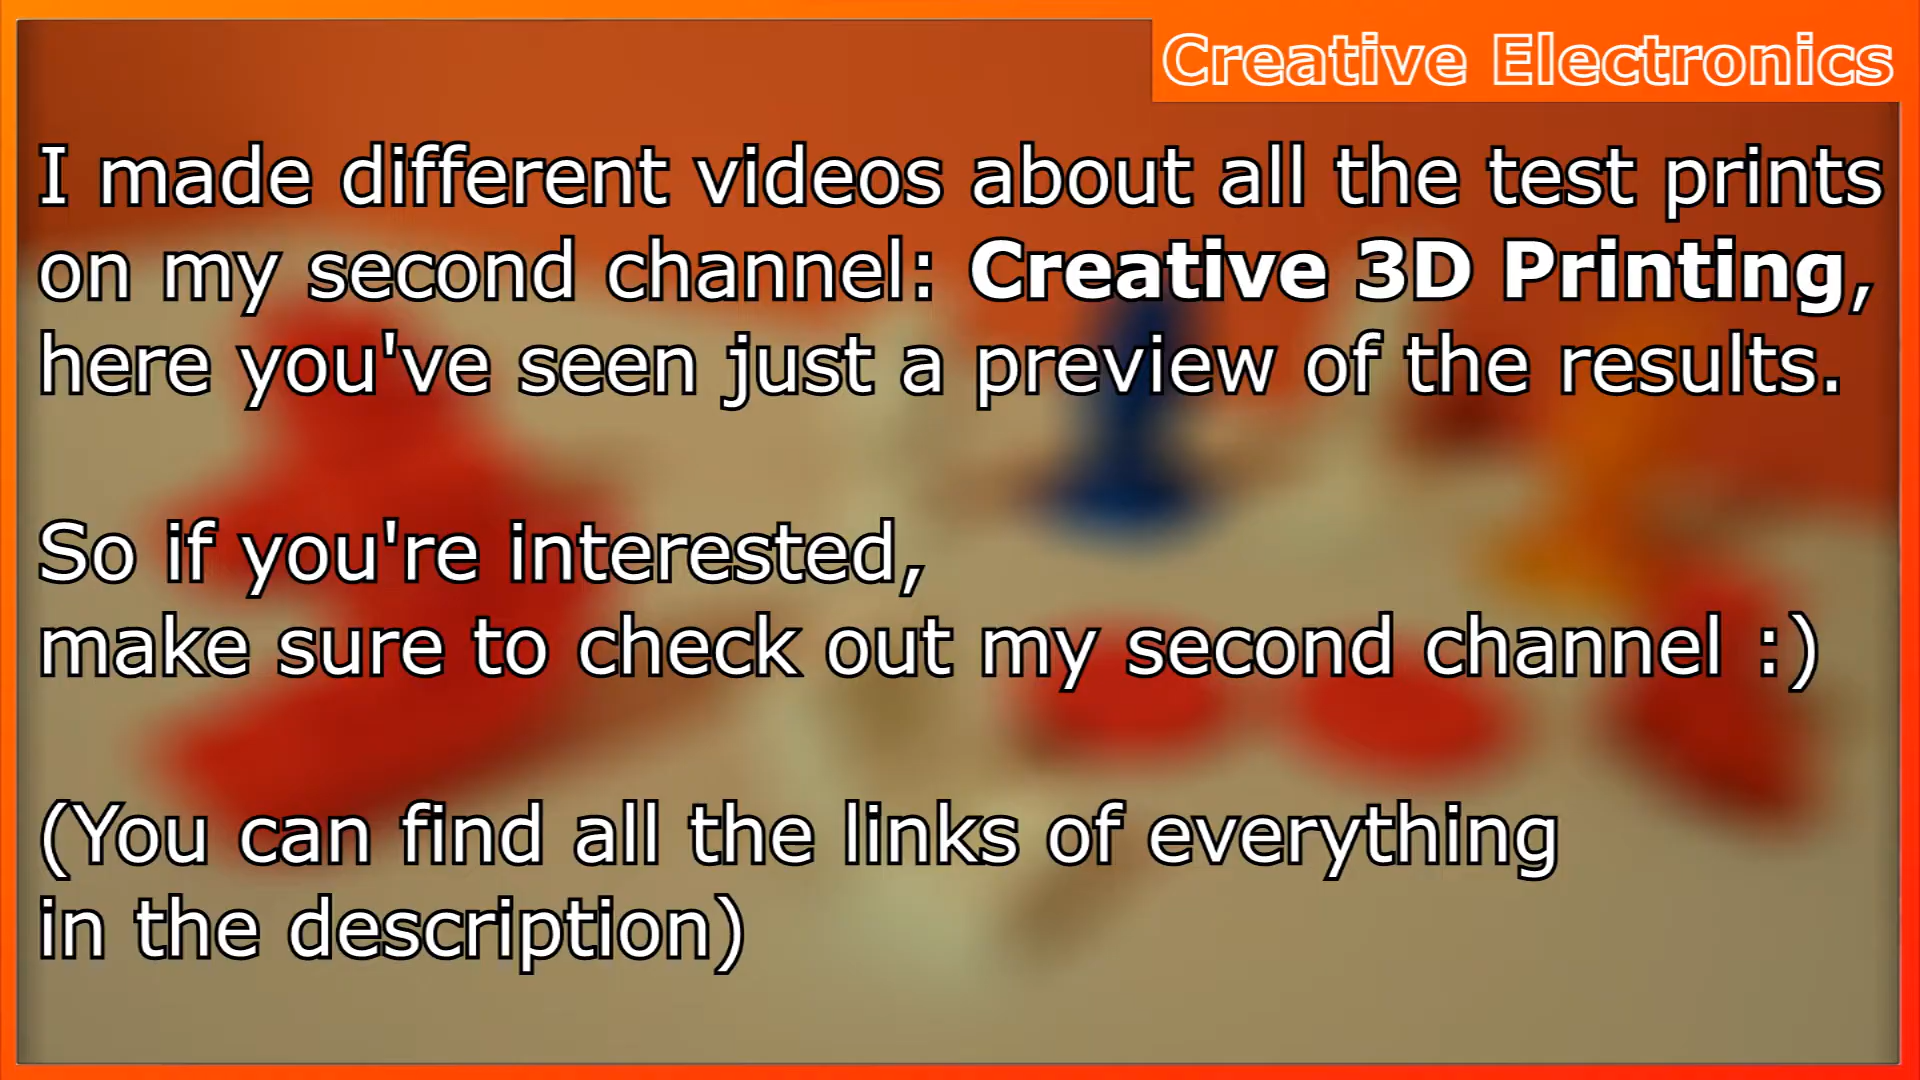 Creative Electronics
I made different videos about all the test prints
on my second channel: Creative 3D Printing,
here you've seen just a preview of the results.
So if you're interested,
make sure to check out my second channel :)
(You can find all the links of everything
in the description)